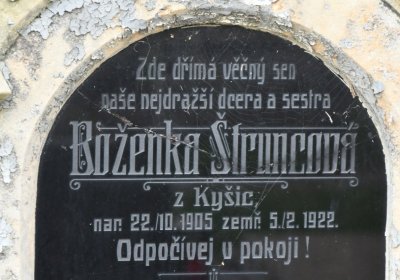 Zde dřímá věčný sen
naše nejdražší dcera a sestra
Boženka Štruncová
z Kyšic
nar. 22./10. 1905 zemř. 5./2. 1922.
Odpočívej v pokoji!